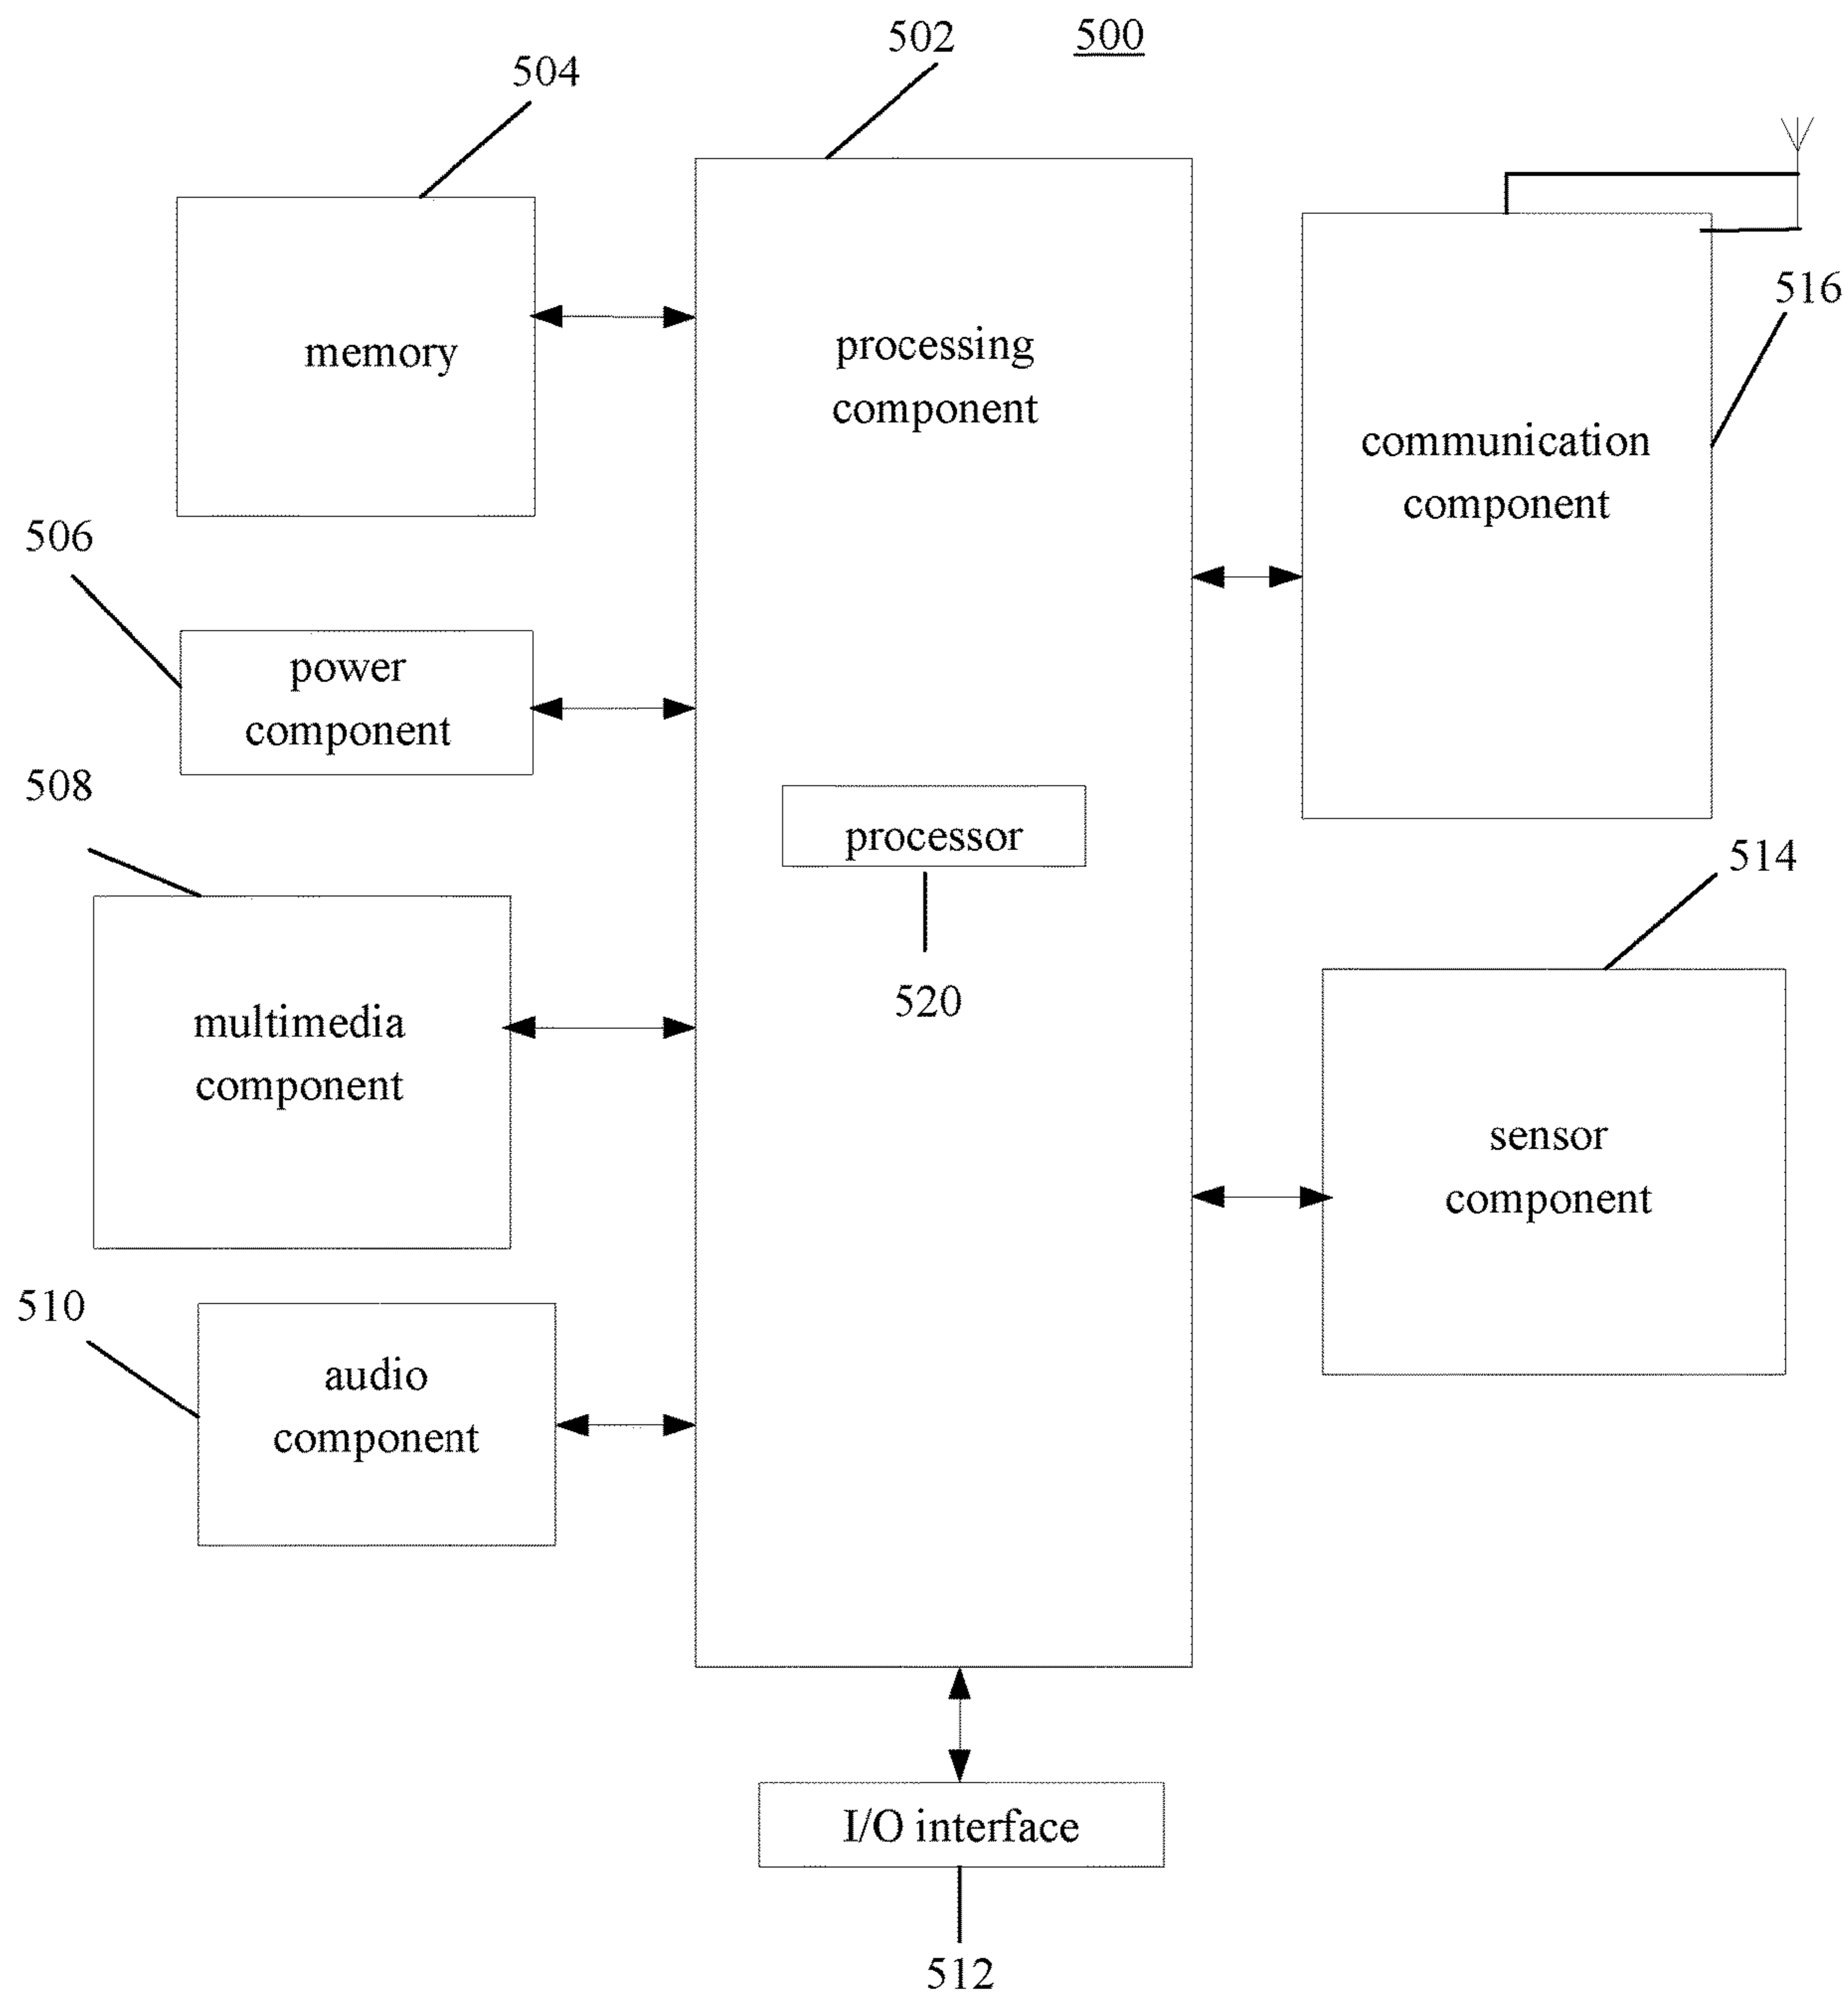 502
500
504
516
memory
processing
component
communication
component
506
power
component
508
processor
514
520
multimedia
component
sensor
component
510
audio
component
I/O interface
512